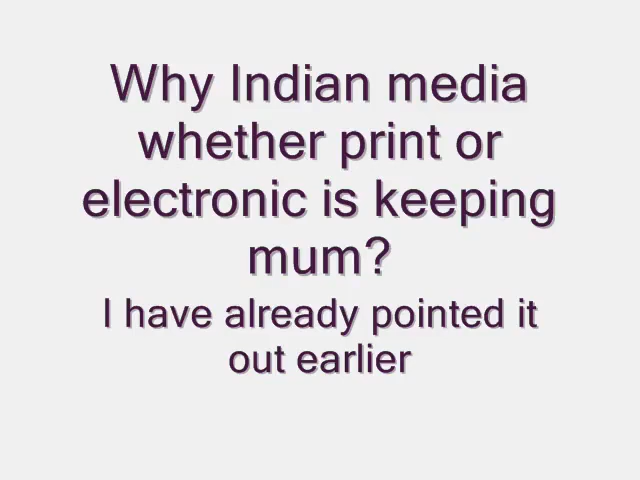 Why Indian media
whether print or
electronic is keeping
mum?
I have already pointed it
out earlier